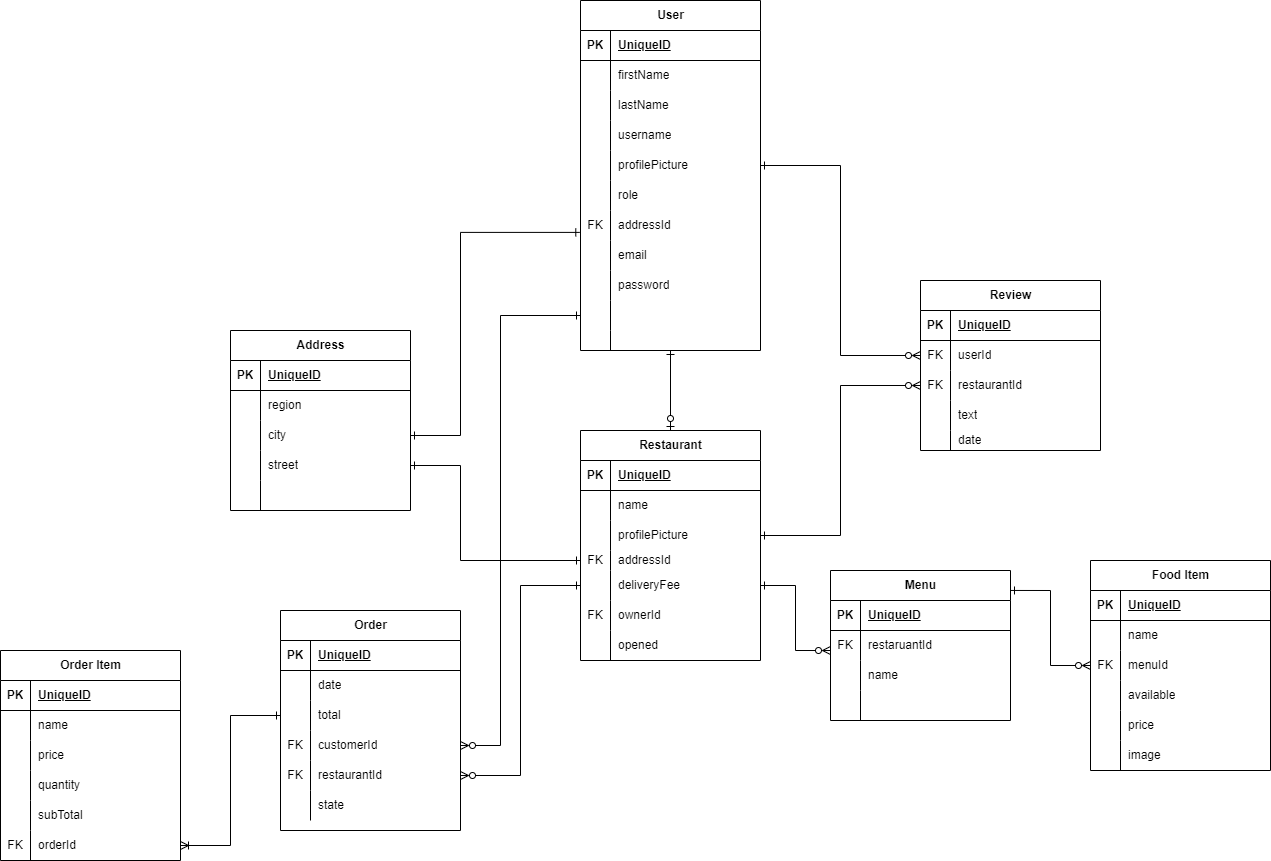 User
PK UniqueID
firstName
lastName
username
profilePicture
role
FK addressId
email
password
Review
PK UniqueID
FK userId
FK restaurantId
text
date
Address
PK UniqueID
region
city
street
Restaurant
PK UniqueID
name
profilePicture
FK addressId
deliveryFee
FK ownerId
opened
Menu
PK UniqueID
FK restaruantId
name
Food Item
PK UniqueID
name
FK menuId
available
price
image
Order
PK UniqueID
date
total
FK customerId
FK restaurantId
state
Order Item
PK UniqueID
name
price
quantity
subTotal
FK orderId